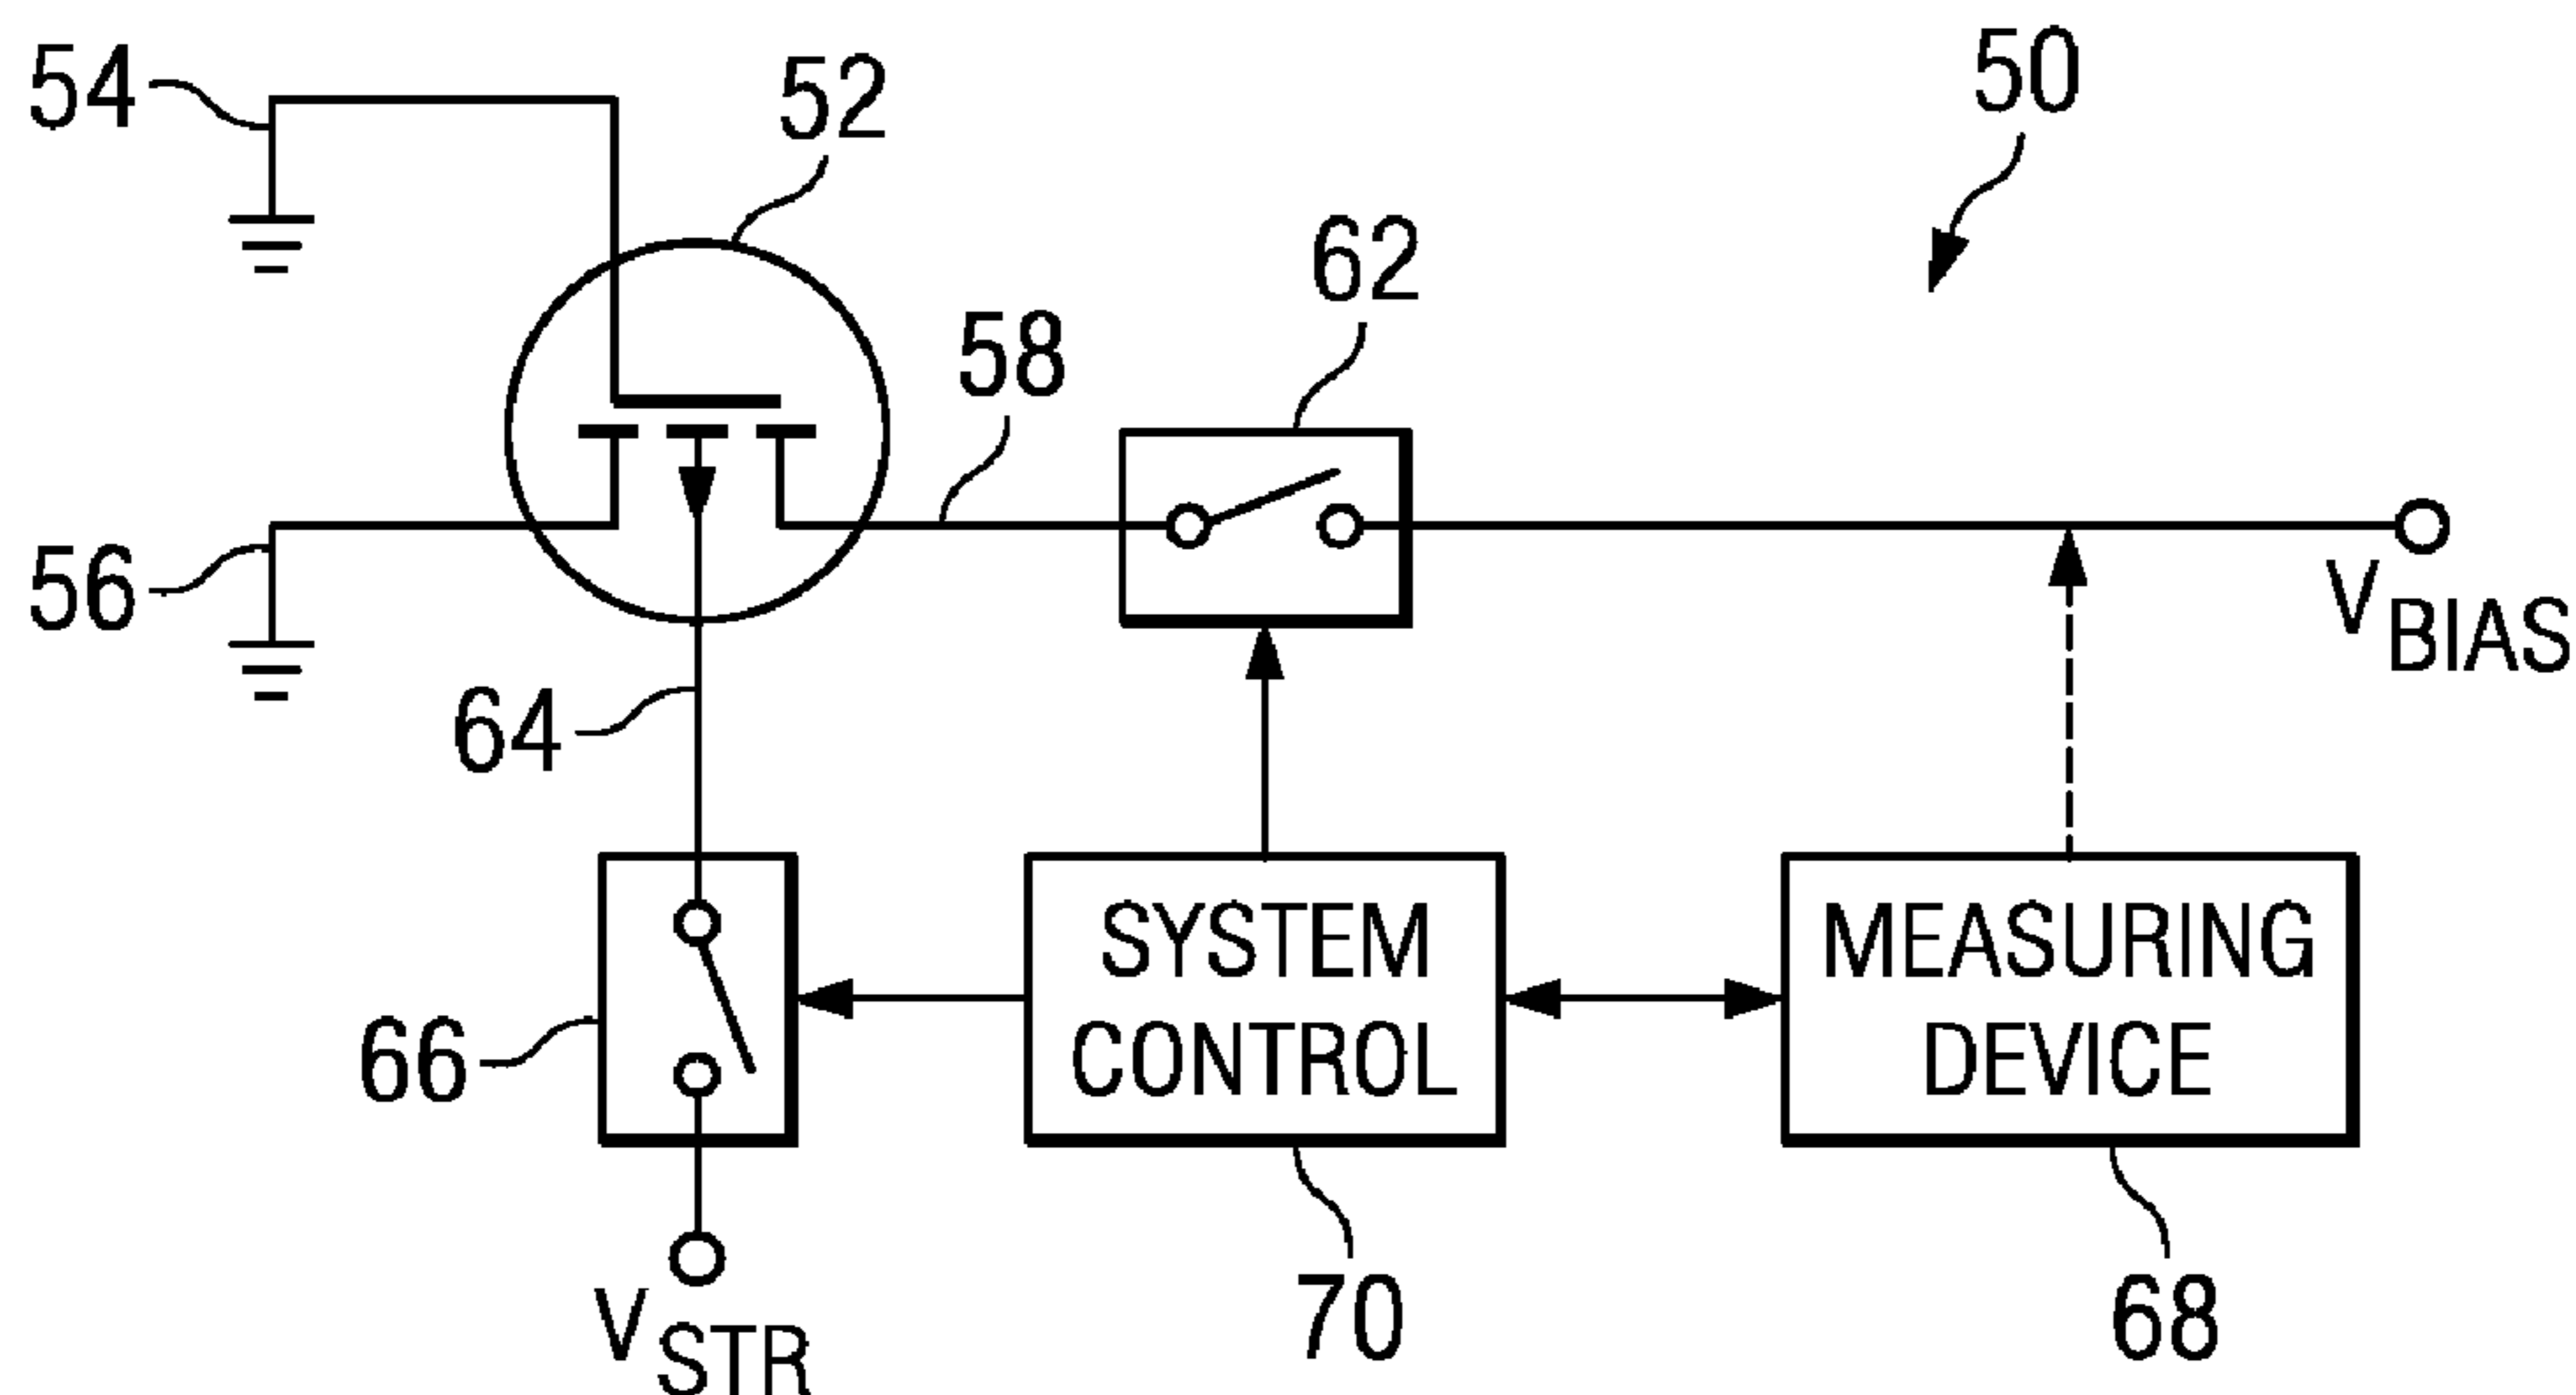 54
52
50
62
58
56
V BIAS
64
SYSTEM
CONTROL
MEASURING
DEVICE
66
V STR
70
68